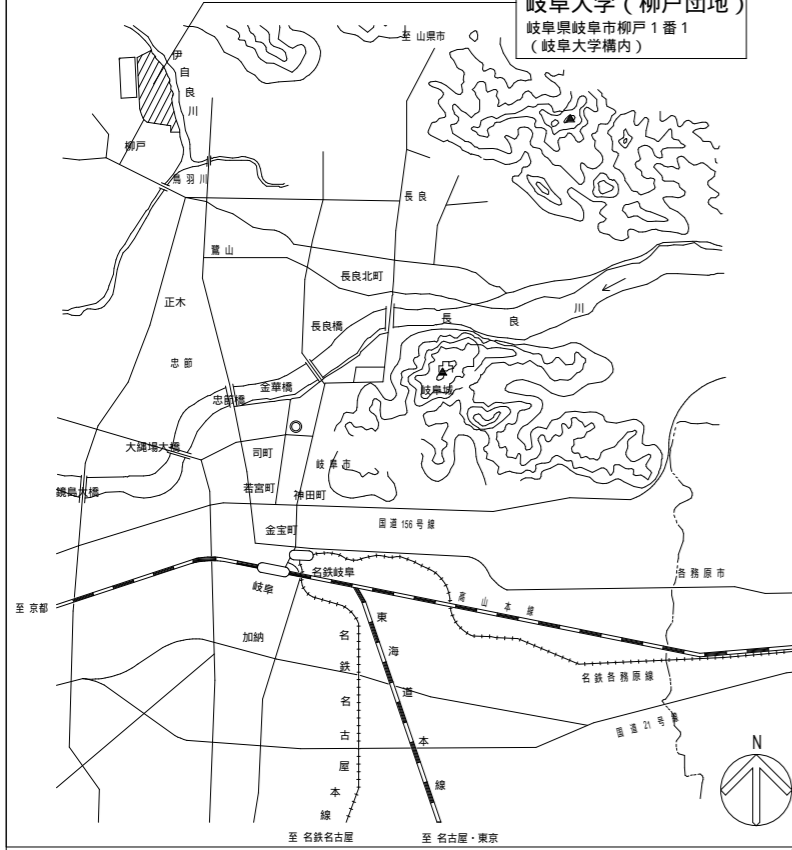 岐阜大学(柳戸団地)
岐阜県岐阜市柳戸1番1
(岐阜大学構内)
至 山県市
伊自良川
柳戸
鳥羽川
長良
鷺山
長良北町
正木
長良橋
長良川
忠節
金華橋
岐阜城
忠節橋
大縄場大橋
司町
岐阜市
鏡島大橋
若宮町
神田町
金宝町
国道156号線
名鉄岐阜
各務原市
岐阜
高山本線
至 京都
加納
名鉄名古屋本線
東海道本線
名鉄各務原線
国道21号線
N
至 名鉄名古屋
至 名古屋・東京